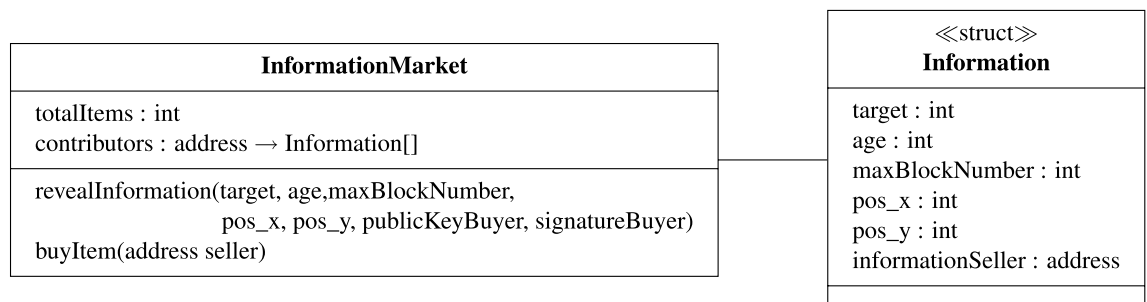 InformationMarket
totalItems : int
contributors : address → Information[]
revealInformation(target, age,maxBlockNumber,
pos_x, pos_y, publicKeyBuyer, signatureBuyer)
buyItem(address seller)
≪struct≫
Information
target : int
age : int
maxBlockNumber : int
pos_x : int
pos_y : int
informationSeller : address